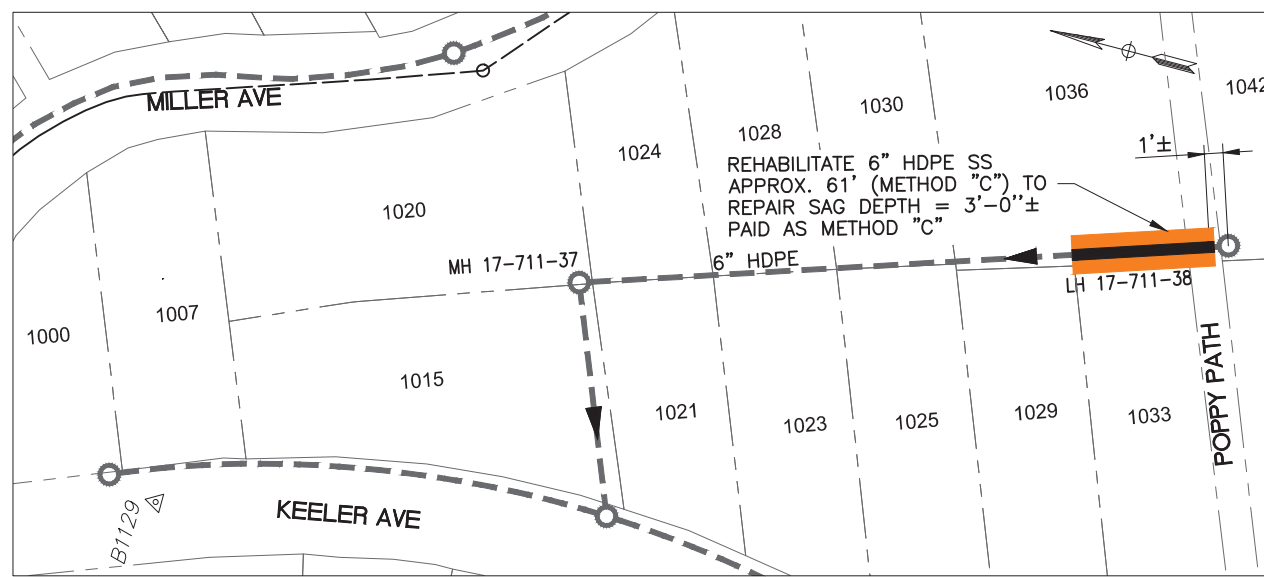 MILLER AVE
1024
1028
1030
1036
1042
1'±
REHABILITATE 6" HDPE SS
APPROX. 61' (METHOD "C") TO
REPAIR SAG DEPTH = 3'-0"±
PAID AS METHOD "C"
1020
MH 17-711-37
6" HDPE
LH 17-711-38
1000
1007
1015
1021
1023
1025
1029
1033
POPPY PATH
B1129
KEELER AVE